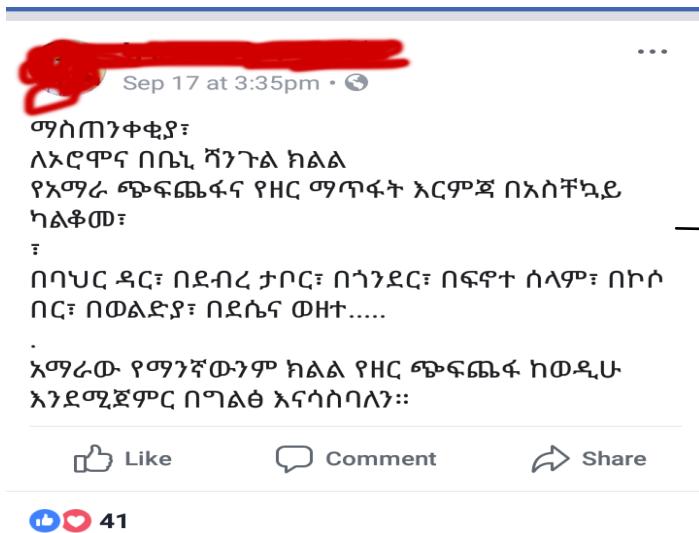 Sep 17 at 3:35pm ·
ማስጠንቀቂያ፣
ለኦሮሞና በቤኒ ሻንጉል ክልል
የአማራ ጭፍጨፋና የዘር ማጥፋት እርምጃ በአስቸኳይ
ካልቆመ፣
፣
በባህር ዳር፣ በደብረ ታቦር፣ በጎንደር፣ በፍኖተ ሰላም፣ በኮሶ
በር፣ በወልድያ፣ በደሴና ወዘተ.....
.
አማራው የማንኛውንም ክልል የዘር ጭፍጨፋ ከወዲሁ
እንደሚጀምር በግልፅ እናሳስባለን።
Like Comment Share
41